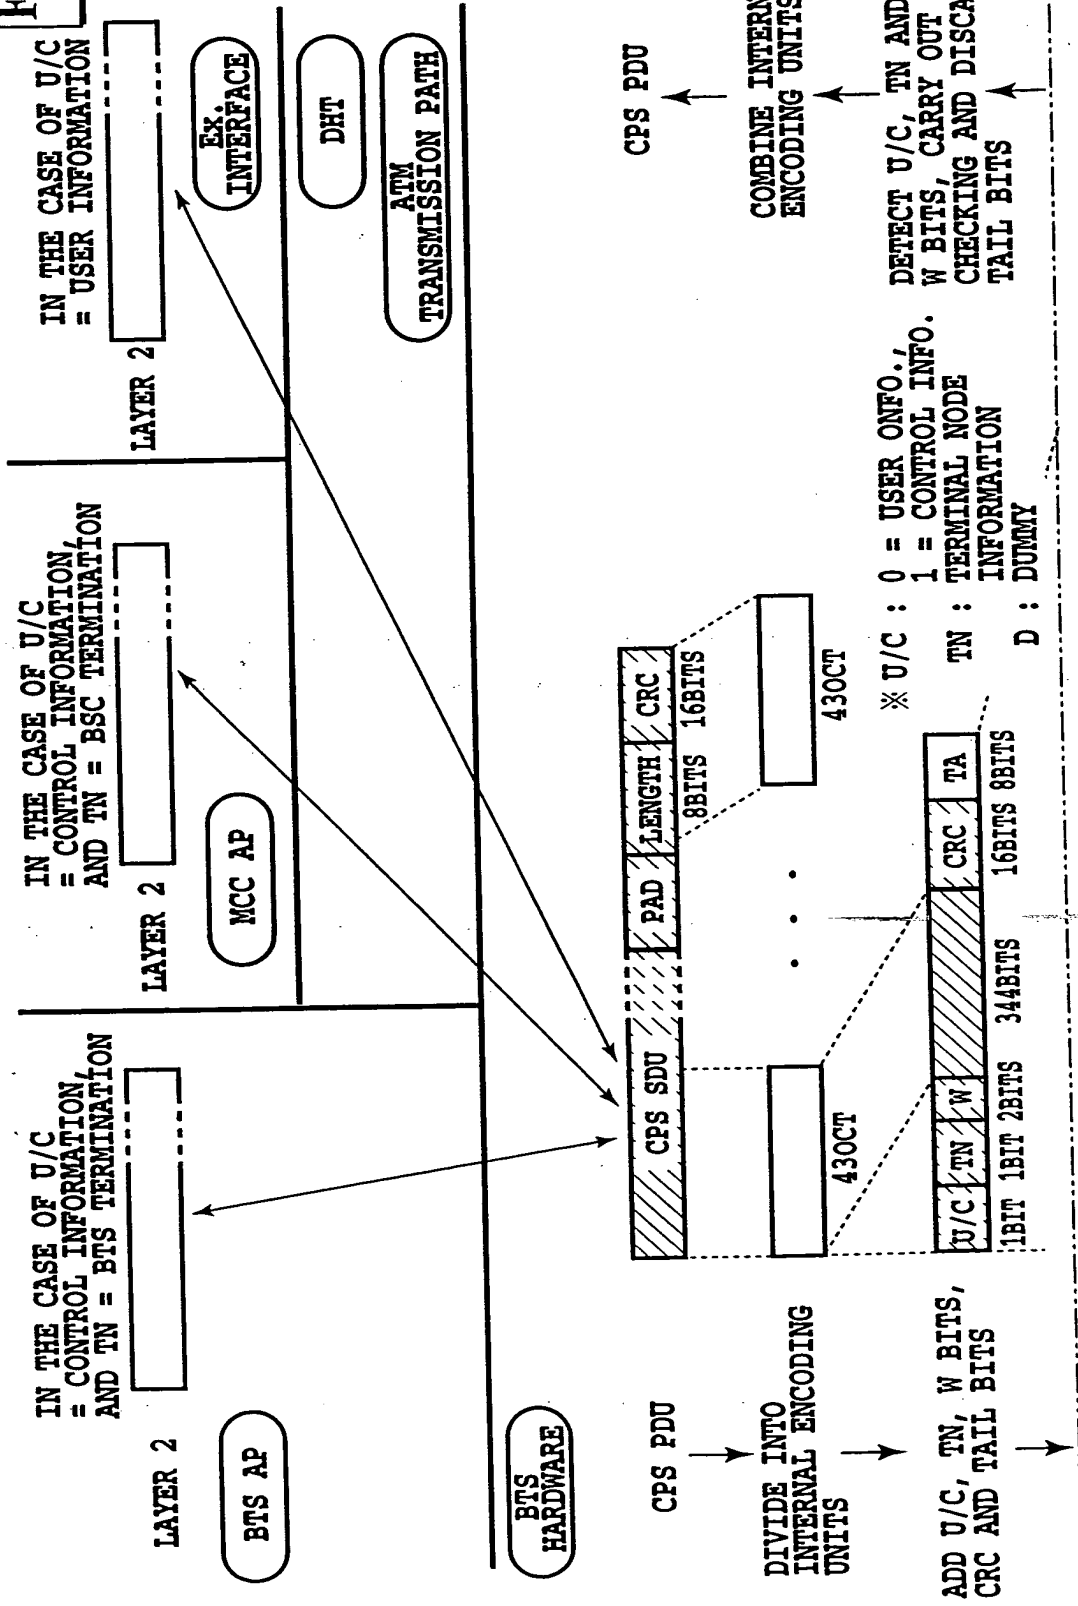 IN THE CASE OF U/C
= CONTROL INFORMATION,
AND TN = BTS TERMINATION
LAYER 2
BTS AP
IN THE CASE OF U/C
= CONTROL INFORMATION,
AND TN = BSC TERMINATION
LAYER 2
MCC AP
IN THE CASE OF U/C
= USER INFORMATION
LAYER 2
Ex.
INTERFACE
DHT
ATM
TRANSMISSION PATH
BTS
HARDWARE
CPS PDU
CPS SDU
PAD
LENGTH
CRC
8BITS
16BITS
CPS PDU
DIVIDE INTO
INTERNAL ENCODING
UNITS
43OCT
43OCT
COMBINE INTERN
ENCODING UNITS
ADD U/C, TN, W BITS,
CRC AND TAIL BITS
U/C
TN
W
CRC
TA
1BIT
1BIT
2BITS
344BITS
16BITS
8BITS
※ U/C : 0 = USER ONFO.,
1 = CONTROL INFO.
TN : TERMINAL NODE
INFORMATION
D : DUMMY
DETECT U/C, TN AND
W BITS, CARRY OUT
CHECKING AND DISCA
TAIL BITS